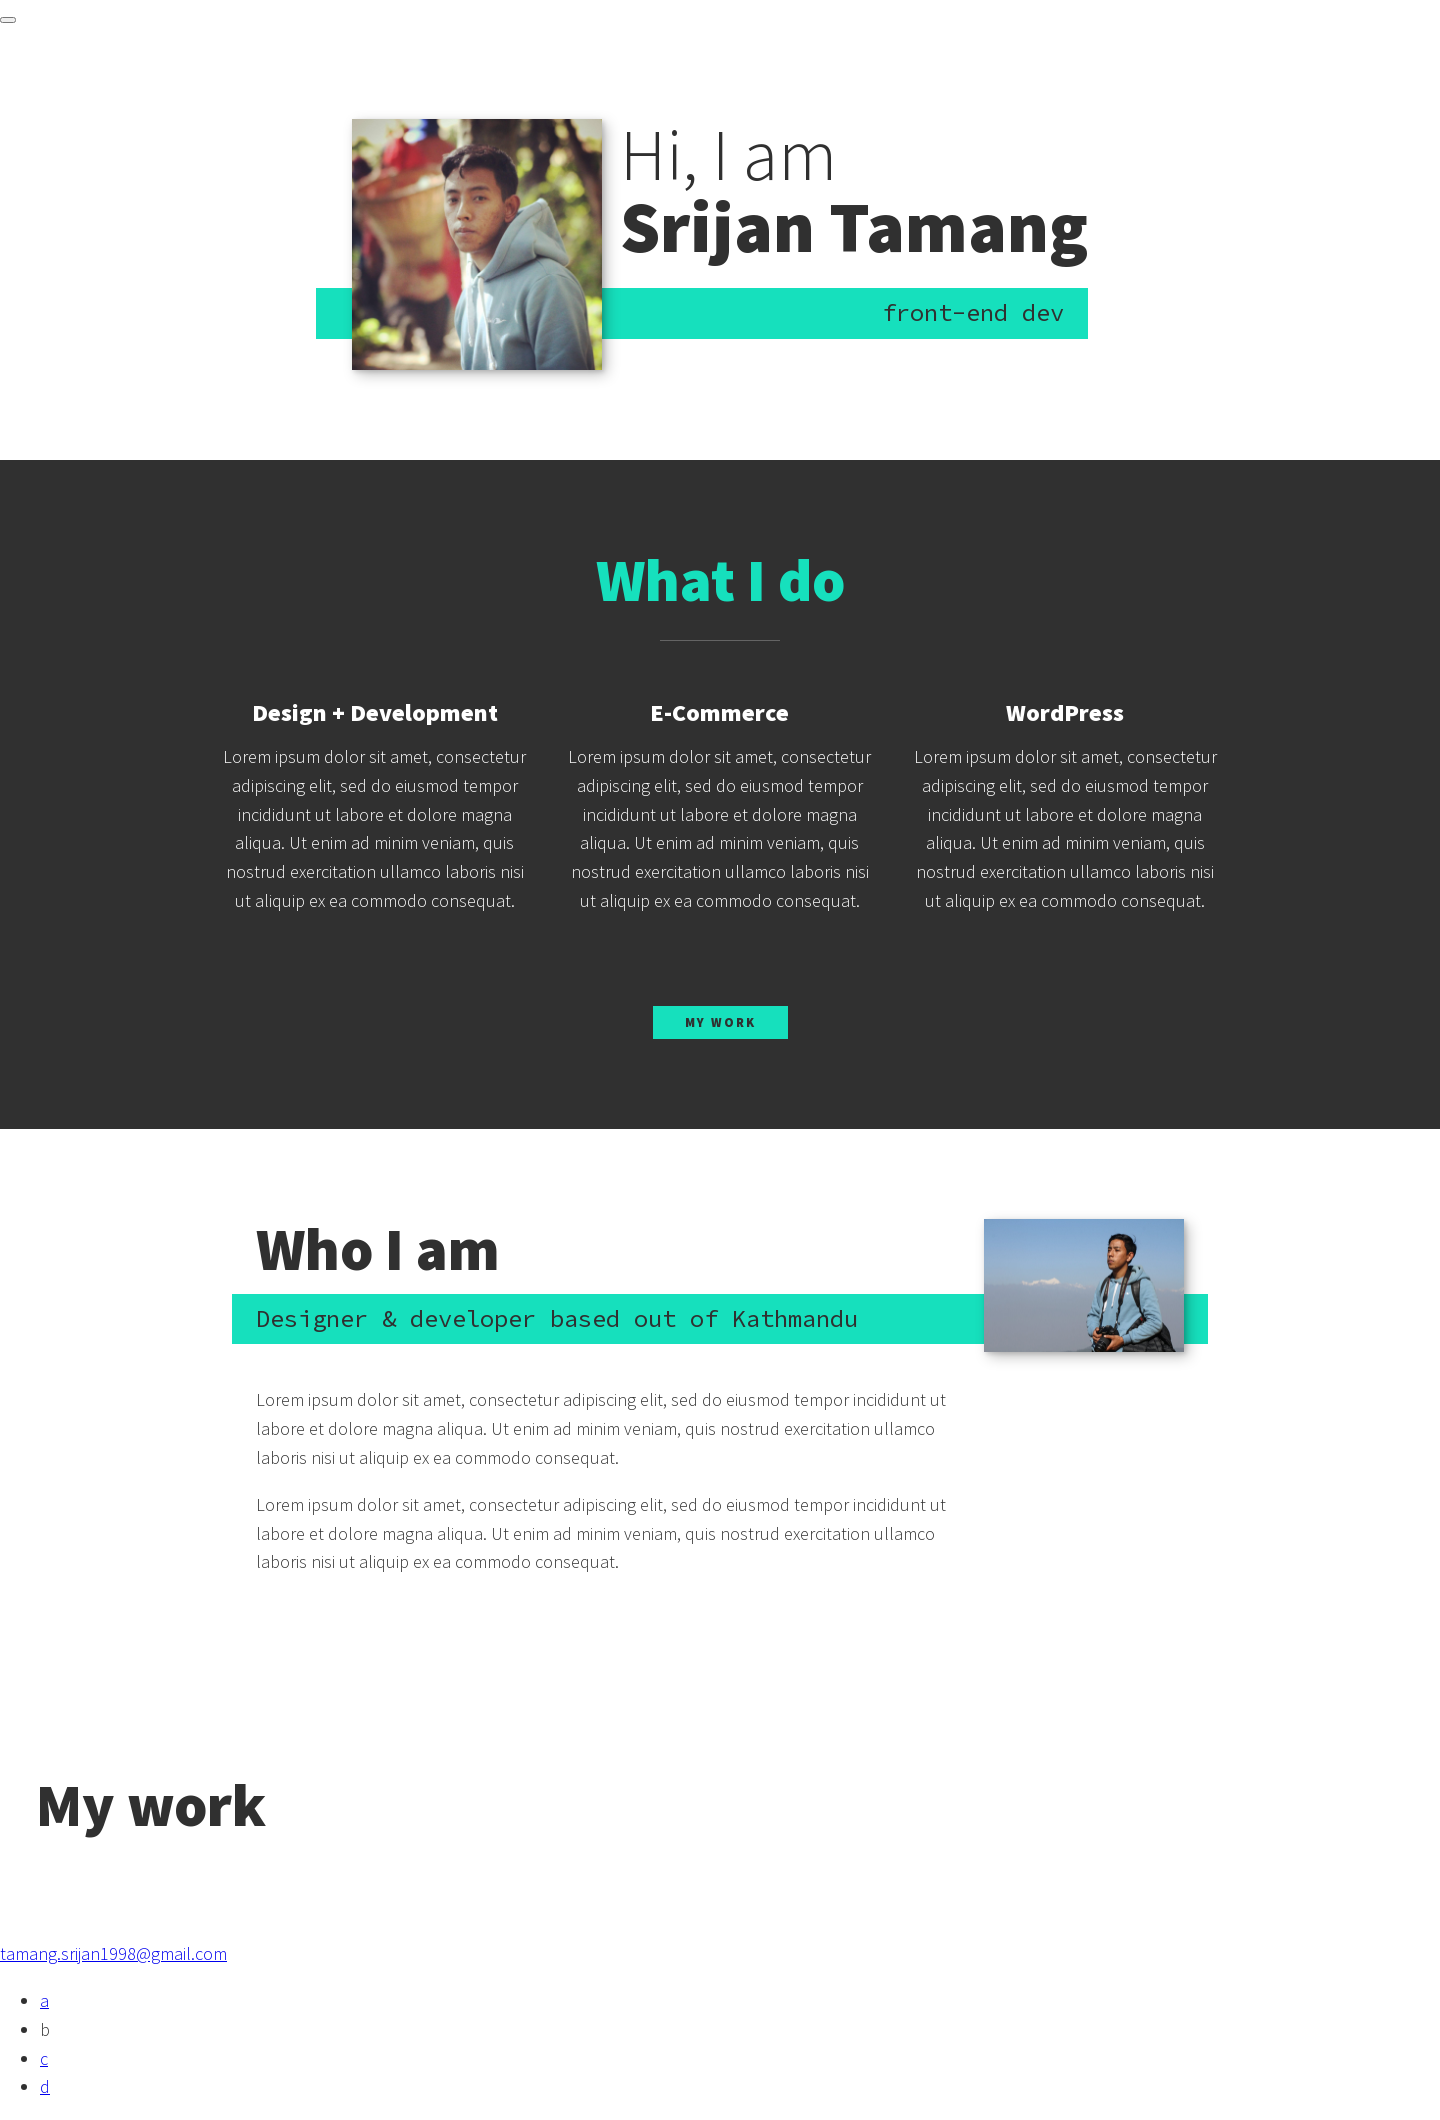 Hi, I am
Srijan Tamang
front-end dev
What I do
Design + Development
Lorem ipsum dolor sit amet, consectetur
adipiscing elit, sed do eiusmod tempor
incididunt ut labore et dolore magna
aliqua. Ut enim ad minim veniam, quis
nostrud exercitation ullamco laboris nisi
ut aliquip ex ea commodo consequat.
E-Commerce
Lorem ipsum dolor sit amet, consectetur
adipiscing elit, sed do eiusmod tempor
incididunt ut labore et dolore magna
aliqua. Ut enim ad minim veniam, quis
nostrud exercitation ullamco laboris nisi
ut aliquip ex ea commodo consequat.
WordPress
Lorem ipsum dolor sit amet, consectetur
adipiscing elit, sed do eiusmod tempor
incididunt ut labore et dolore magna
aliqua. Ut enim ad minim veniam, quis
nostrud exercitation ullamco laboris nisi
ut aliquip ex ea commodo consequat.
MY WORK
Who I am
Designer & developer based out of Kathmandu
Lorem ipsum dolor sit amet, consectetur adipiscing elit, sed do eiusmod tempor incididunt ut
labore et dolore magna aliqua. Ut enim ad minim veniam, quis nostrud exercitation ullamco
laboris nisi ut aliquip ex ea commodo consequat.
Lorem ipsum dolor sit amet, consectetur adipiscing elit, sed do eiusmod tempor incididunt ut
labore et dolore magna aliqua. Ut enim ad minim veniam, quis nostrud exercitation ullamco
laboris nisi ut aliquip ex ea commodo consequat.
My work
tamang.srijan1998@gmail.com
a
b
c
d